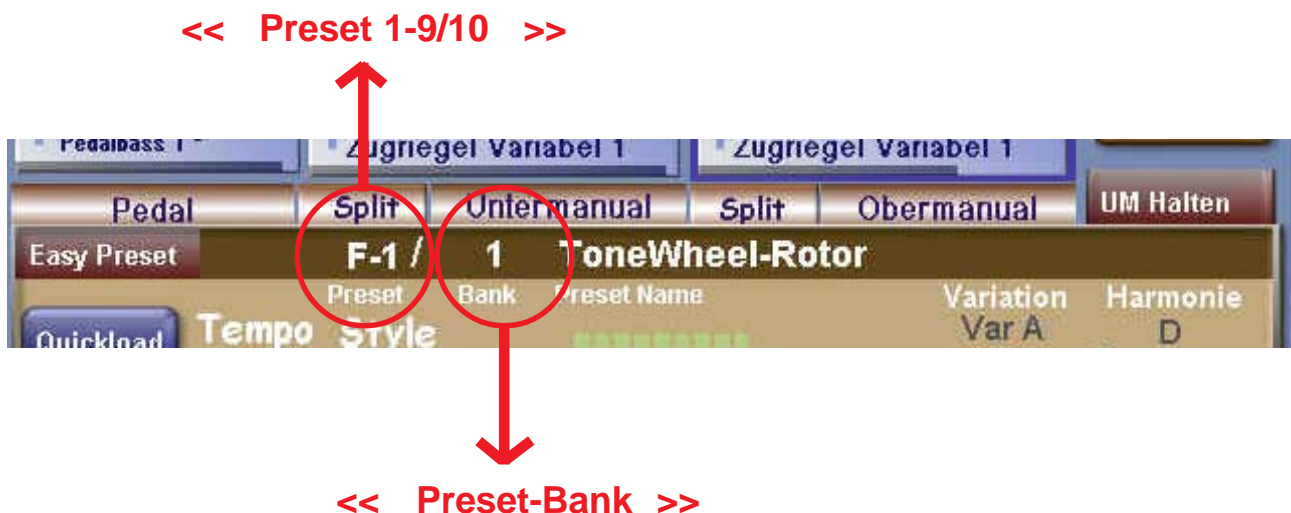 << Preset 1-9/10 >>
Pedalbass 1 Zugriegel Variabel 1 Zugriegel Variabel 1
Pedal Split Untermanual Split Obermanual UM Halten
Easy Preset F-1 / 1 ToneWheel-Rotor
Preset Bank Preset Name Variation Harmonie
Quickload Tempo Style Var A D
<< Preset-Bank >>